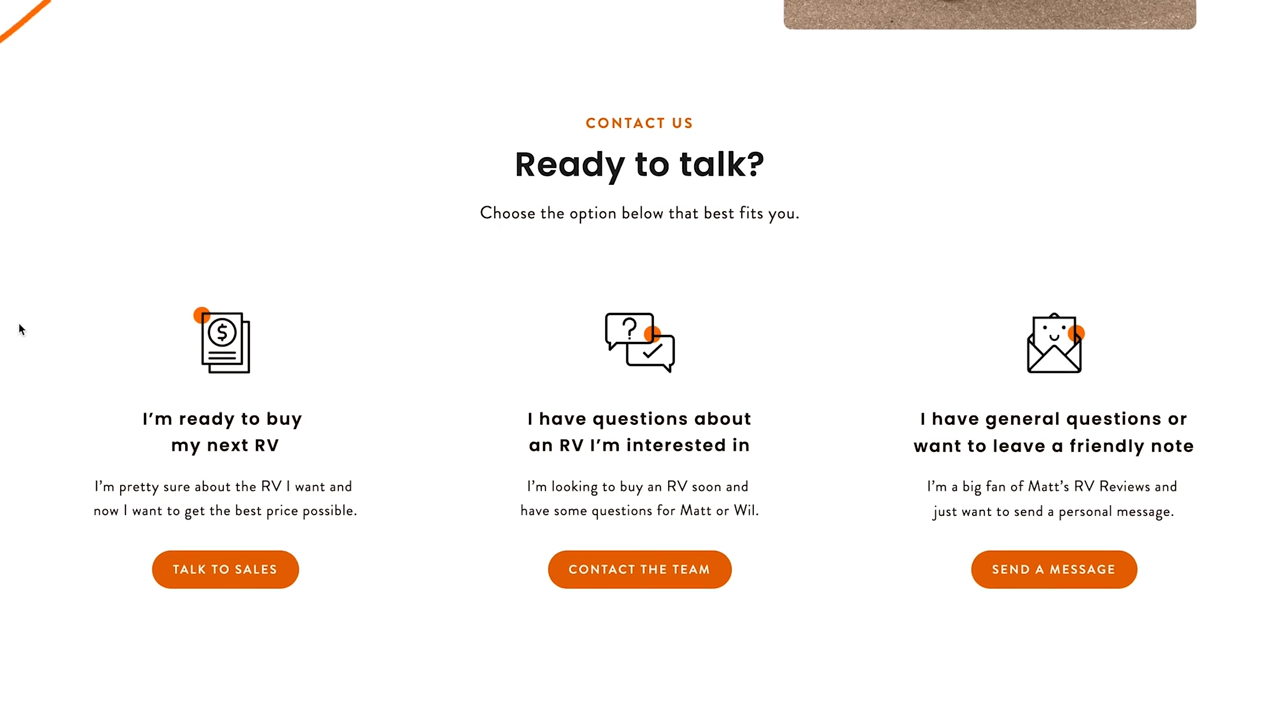 CONTACT US
Ready to talk?
Choose the option below that best fits you.
$
?
I’m ready to buy
my next RV
I’m pretty sure about the RV I want and
now I want to get the best price possible.
TALK TO SALES
I have questions about
an RV I’m interested in
I’m looking to buy an RV soon and
have some questions for Matt or Wil.
CONTACT THE TEAM
I have general questions or
want to leave a friendly note
I’m a big fan of Matt’s RV Reviews and
just want to send a personal message.
SEND A MESSAGE